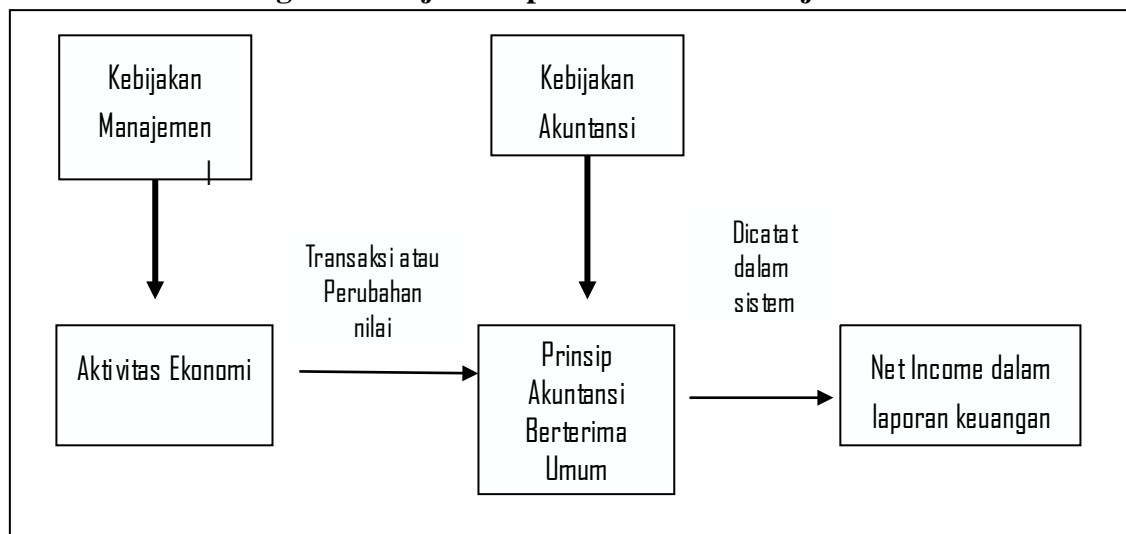 Kebijakan
Manajemen
Kebijakan
Akuntansi
Transaksi atau
Perubahan
nilai
Dicatat
dalam
sistem
Aktivitas Ekonomi
Prinsip
Akuntansi
Berterima
Umum
Net Income dalam
laporan keuangan